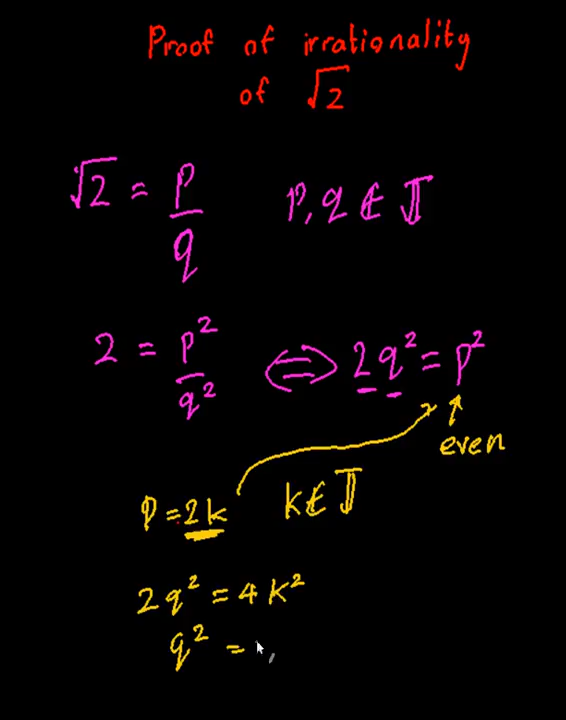 Proof of irrationality
of √2
√2 = p/q p, q ∈ 𝕁
2 = p²/q² ⇔ 2q² = p²
even
p = 2k k ∈ 𝕁
2q² = 4k²
q² =